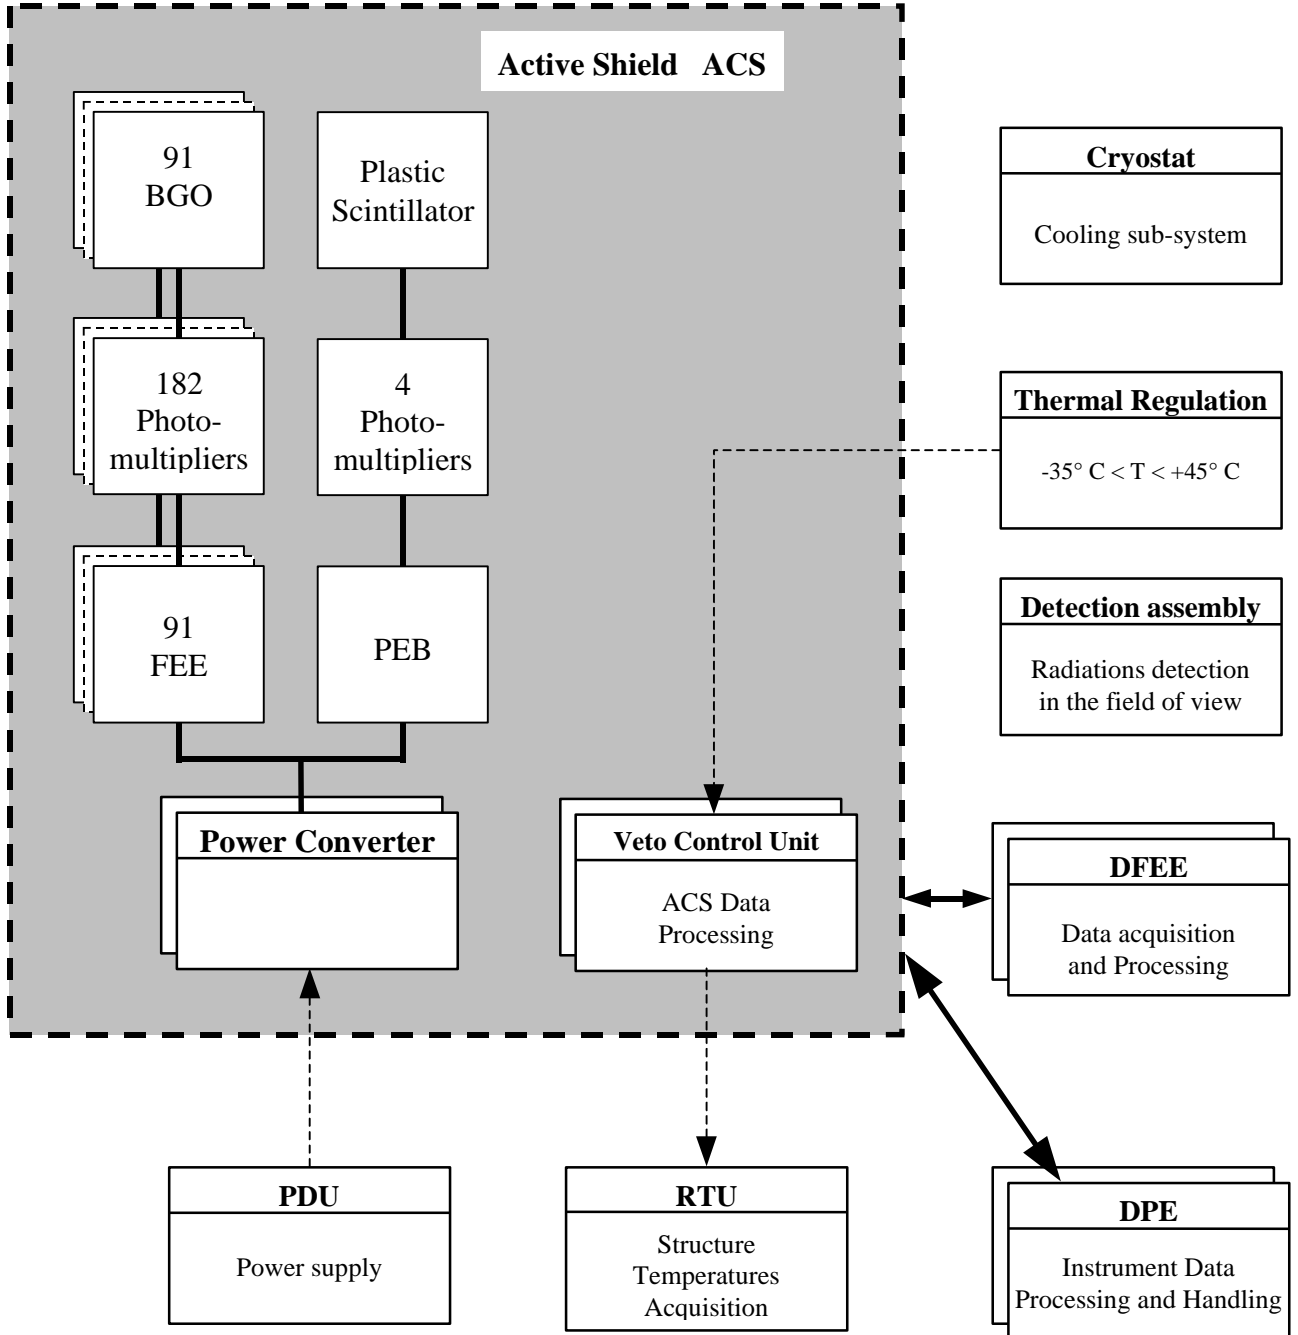 Active Shield ACS
91
BGO
Plastic
Scintillator
Cryostat
Cooling sub-system
182
Photo-
multipliers
4
Photo-
multipliers
Thermal Regulation
-35° C < T < +45° C
91
FEE
PEB
Detection assembly
Radiations detection
in the field of view
Power Converter
Veto Control Unit
ACS Data
Processing
DFEE
Data acquisition
and Processing
PDU
Power supply
RTU
Structure
Temperatures
Acquisition
DPE
Instrument Data
Processing and Handling